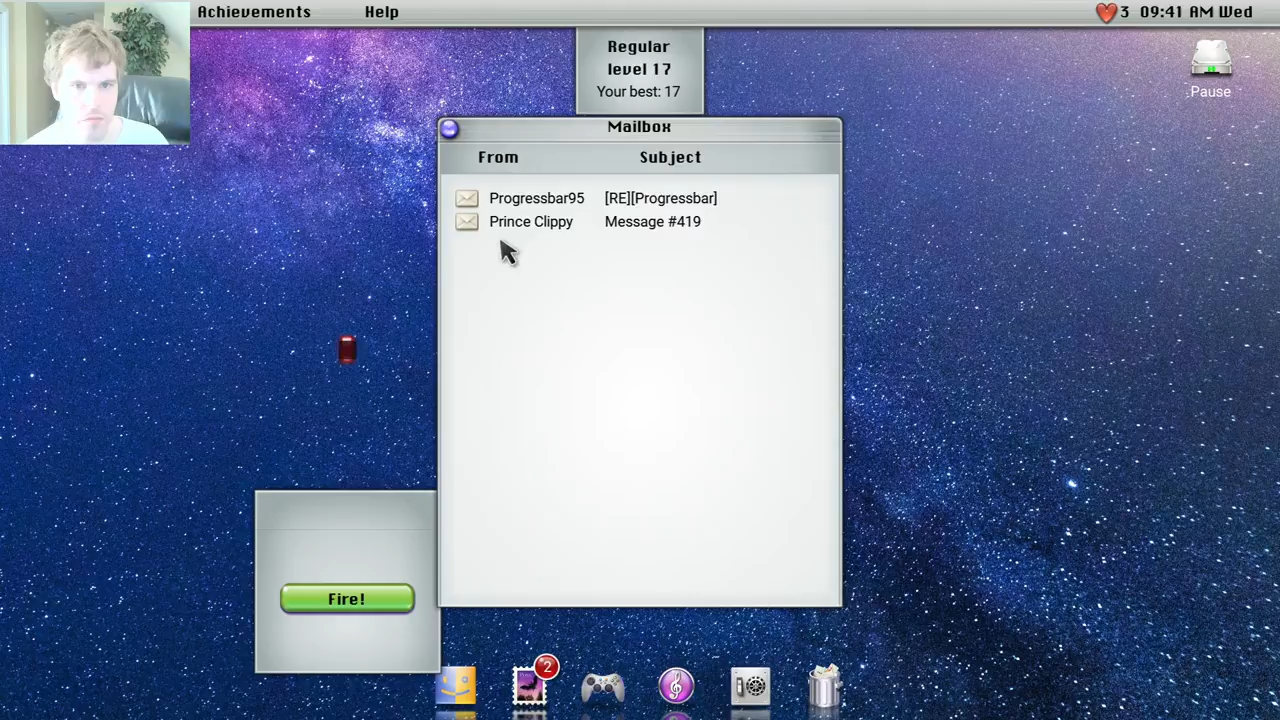 Achievements Help 3 09:41 AM Wed
Regular
level 17
Your best: 17
Pause
Mailbox
From Subject
Progressbar95 [RE][Progressbar]
Prince Clippy Message #419
Fire!
2